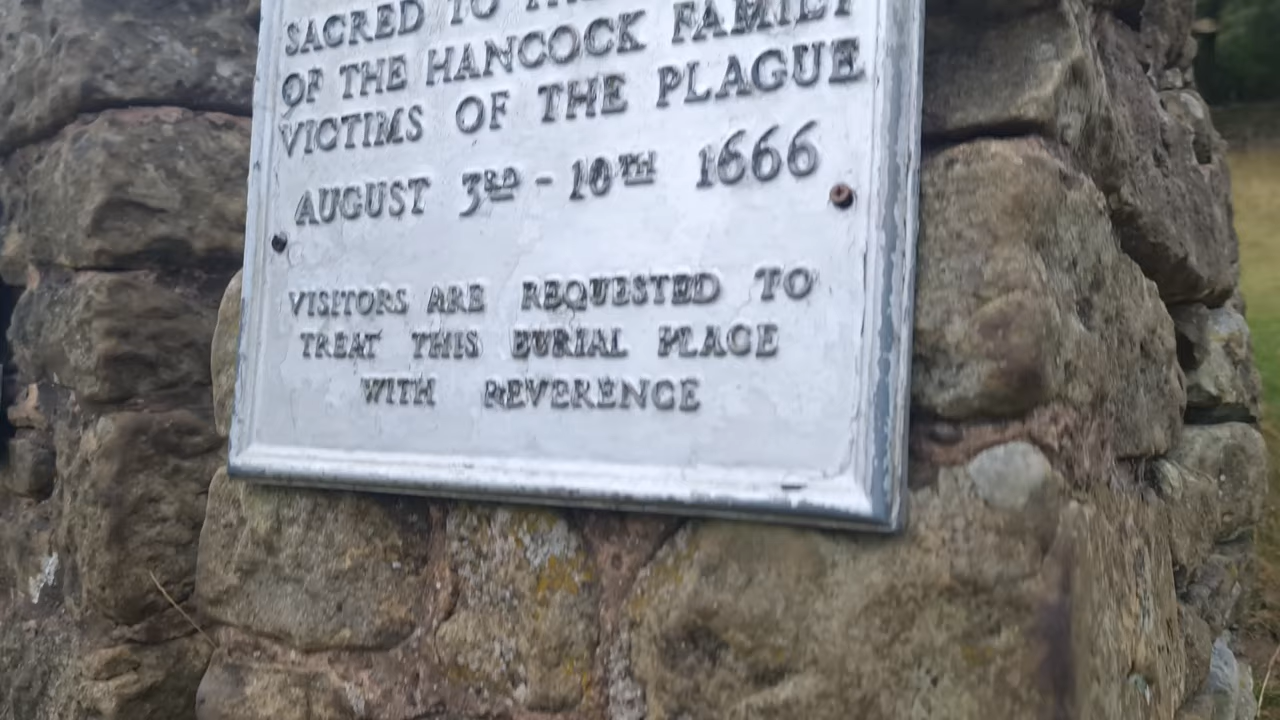 SACRED TO THE
OF THE HANCOCK FAMILY
VICTIMS OF THE PLAGUE
AUGUST 3RD - 10TH 1666
VISITORS ARE REQUESTED TO
TREAT THIS BURIAL PLACE
WITH REVERENCE